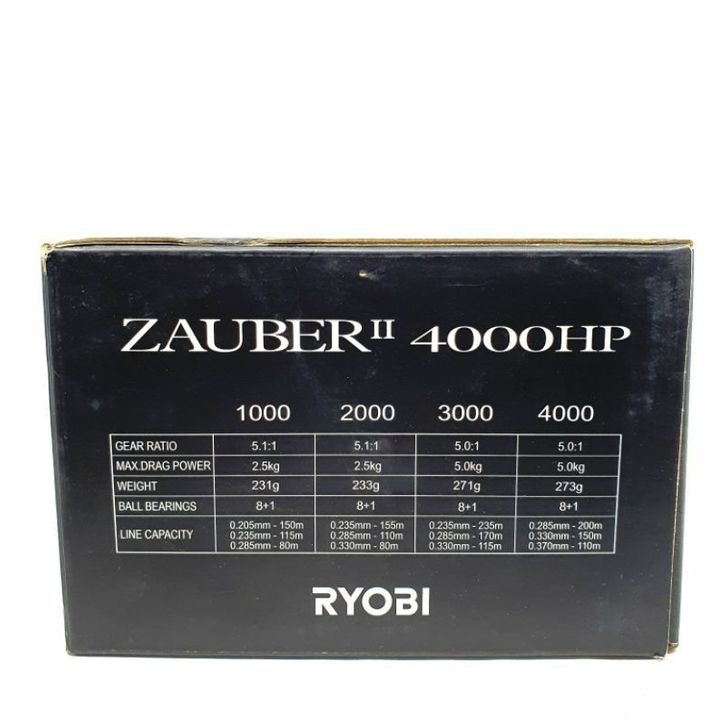 ZAUBER II 4000HP
1000 2000 3000 4000
GEAR RATIO 5.1:1 5.1:1 5.0:1 5.0:1
MAX.DRAG POWER 2.5kg 2.5kg 5.0kg 5.0kg
WEIGHT 231g 233g 271g 273g
BALL BEARINGS 8+1 8+1 8+1 8+1
LINE CAPACITY
0.205mm - 150m 0.235mm - 155m 0.235mm - 235m 0.285mm - 200m
0.235mm - 115m 0.285mm - 110m 0.285mm - 170m 0.330mm - 150m
0.285mm - 80m 0.330mm - 80m 0.330mm - 115m 0.370mm - 110m
RYOBI